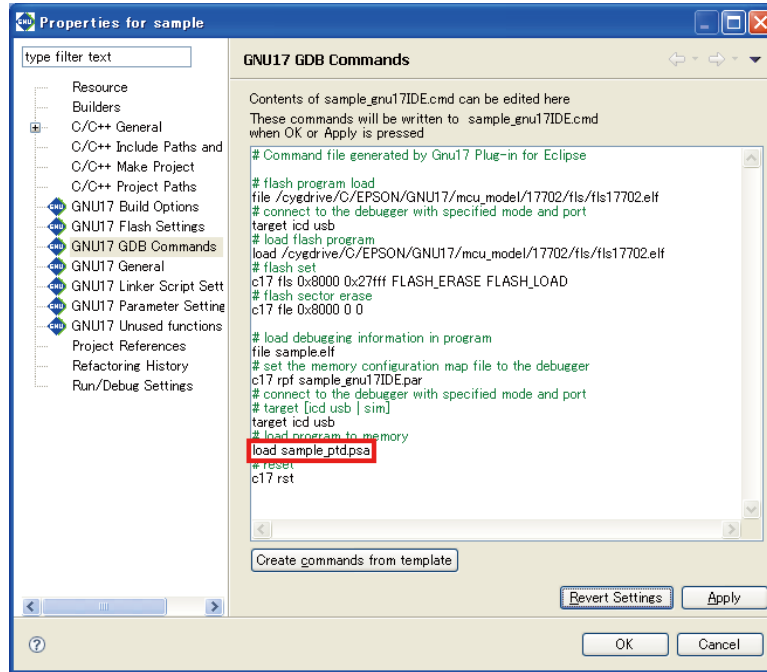 Properties for sample
type filter text
Resource
Builders
C/C++ General
C/C++ Include Paths and
C/C++ Make Project
C/C++ Project Paths
GNU17 Build Options
GNU17 Flash Settings
GNU17 GDB Commands
GNU17 General
GNU17 Linker Script Sett
GNU17 Parameter Setting
GNU17 Unused functions
Project References
Refactoring History
Run/Debug Settings
GNU17 GDB Commands
Contents of sample_gnu17IDE.cmd can be edited here
These commands will be written to sample_gnu17IDE.cmd
when OK or Apply is pressed
# Command file generated by Gnu17 Plug-in for Eclipse
# flash program load
file /cygdrive/C/EPSON/GNU17/mcu_model/17702/fls/fls17702.elf
# connect to the debugger with specified mode and port
target icd usb
# load flash program
load /cygdrive/C/EPSON/GNU17/mcu_model/17702/fls/fls17702.elf
# flash set
c17 fls 0x8000 0x27fff FLASH_ERASE FLASH_LOAD
# flash sector erase
c17 fle 0x8000 0 0
# load debugging information in program
file sample.elf
# set the memory configuration map file to the debugger
c17 rpf sample_gnu17IDE.par
# connect to the debugger with specified mode and port
# target [icd usb | sim]
target icd usb
# load program to memory
load sample_ptd.psa
# reset
c17 rst
Create commands from template
Revert Settings
Apply
OK
Cancel